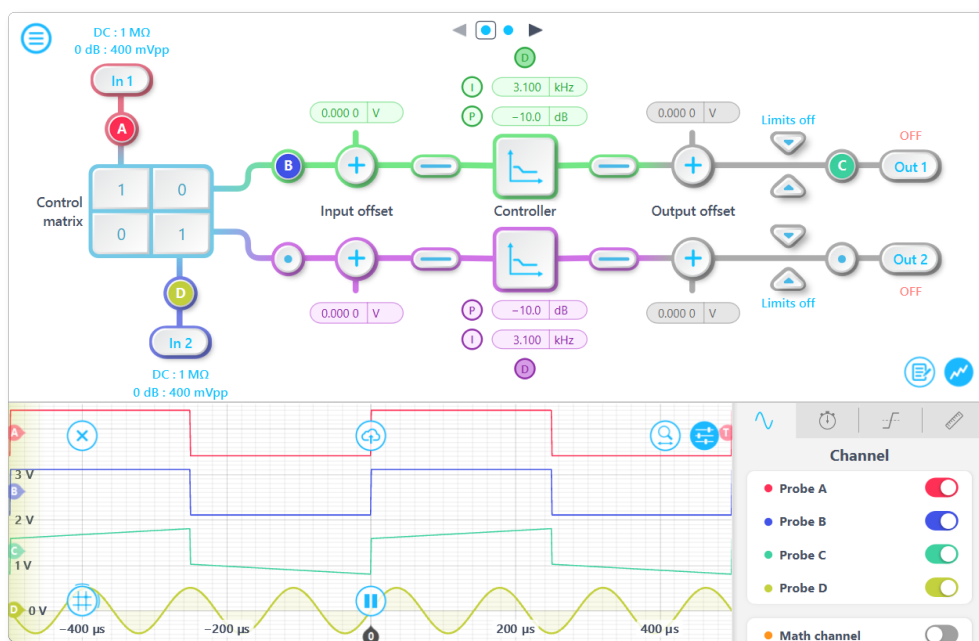 DC : 1 MΩ
0 dB : 400 mVpp
In 1
A
Control
matrix
1 0
0 1
D
In 2
DC : 1 MΩ
0 dB : 400 mVpp
D
I 3.100 kHz
P −10.0 dB
0.000 0 V
B
Input offset
Controller
0.000 0 V
Output offset
Limits off
C
OFF
Out 1
0.000 0 V
P −10.0 dB
I 3.100 kHz
D
0.000 0 V
Limits off
Out 2
OFF
A
T
3 V
B
2 V
C
1 V
D 0 V
−400 µs −200 µs 0 200 µs 400 µs
Channel
Probe A
Probe B
Probe C
Probe D
Math channel